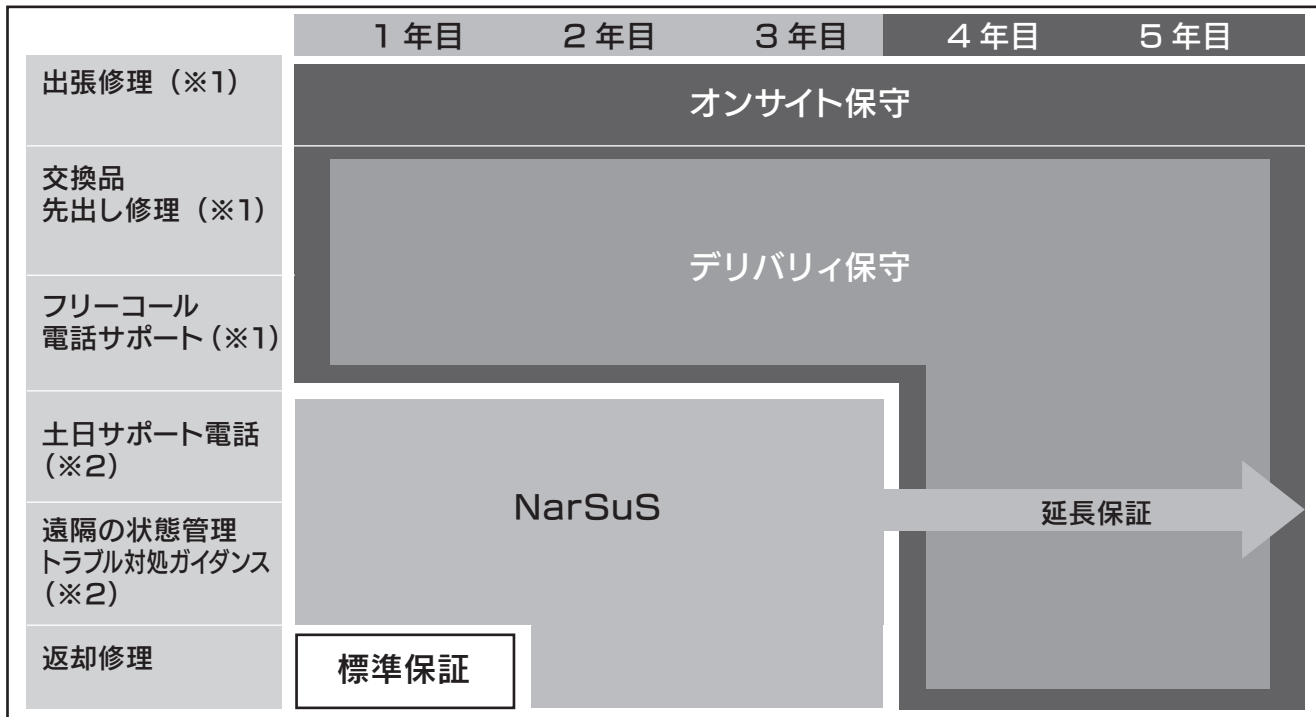 1 年目 2 年目 3 年目 4 年目 5 年目
出張修理（※1）
オンサイト保守
交換品
先出し修理（※1）
デリバリィ保守
フリーコール
電話サポート（※1）
土日サポート電話
（※2）
NarSuS
延長保証
遠隔の状態管理
トラブル対処ガイダンス
（※2）
返却修理
標準保証